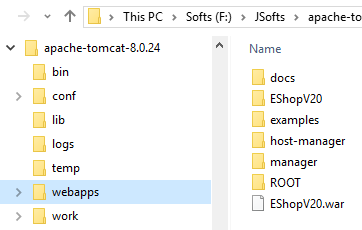 This PC > Softs (F:) > JSofts > apache-to
apache-tomcat-8.0.24
bin
conf
lib
logs
temp
webapps
work
Name
docs
EShopV20
examples
host-manager
manager
ROOT
EShopV20.war